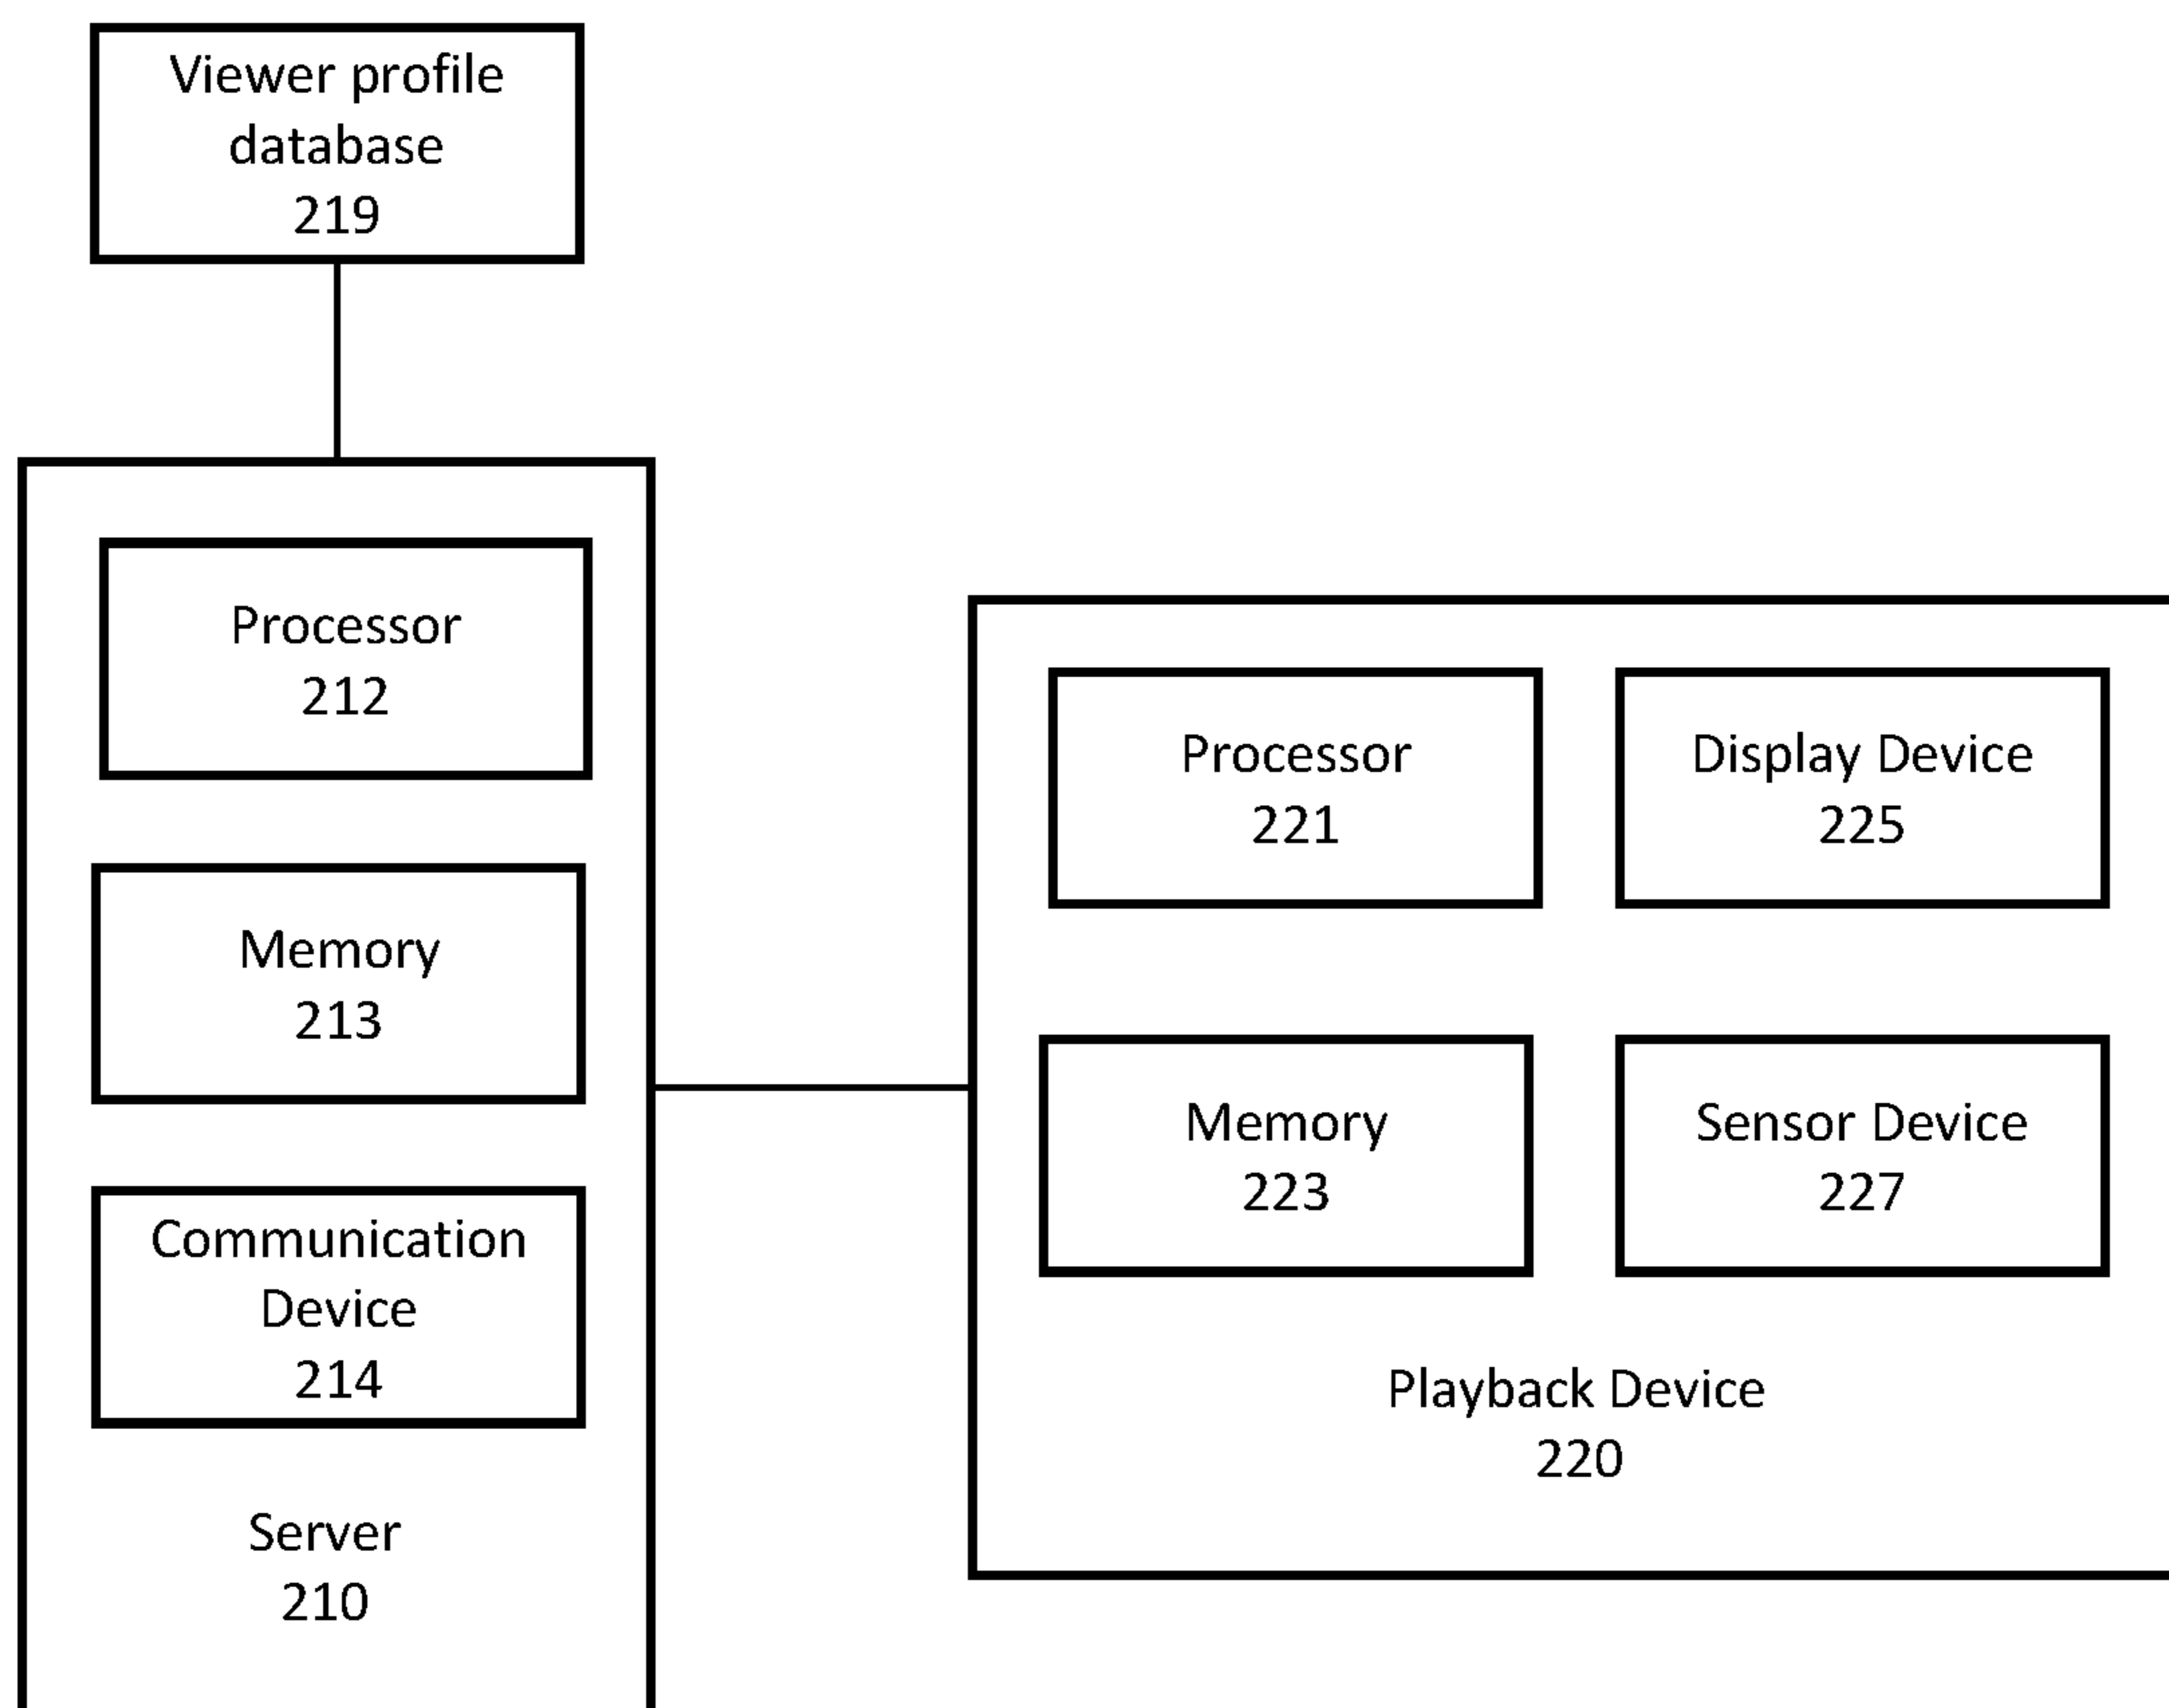 Viewer profile
database
219
Processor
212
Memory
213
Communication
Device
214
Server
210
Processor
221
Display Device
225
Memory
223
Sensor Device
227
Playback Device
220